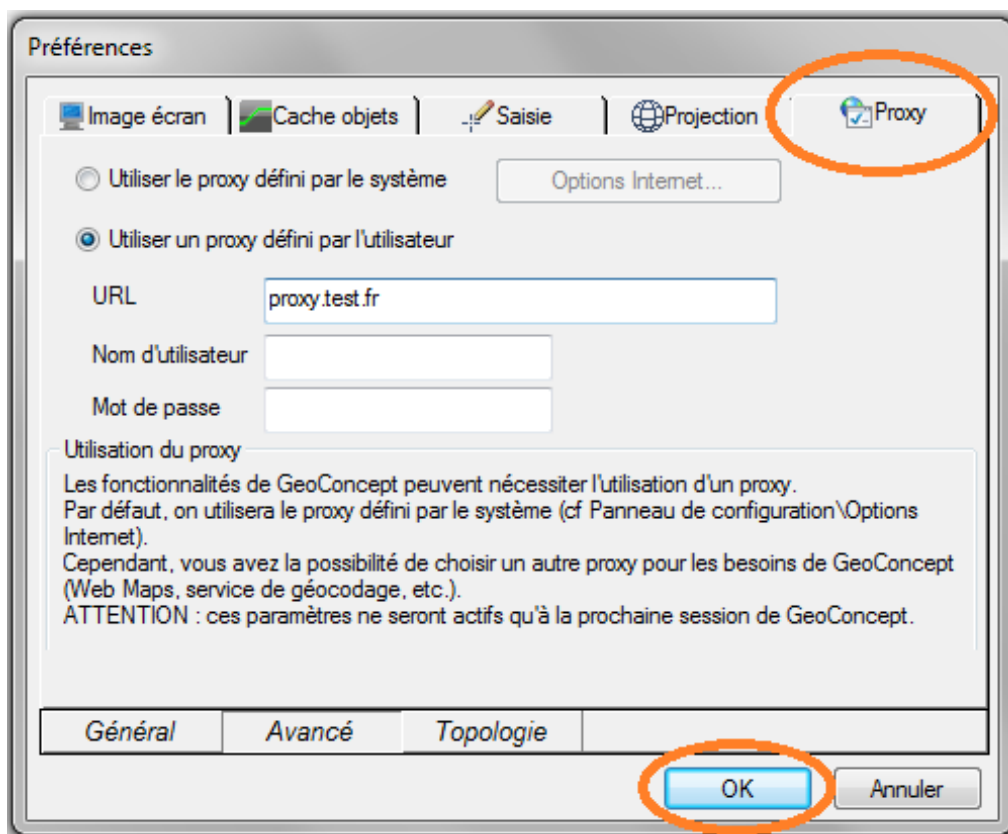 Préférences
Image écran Cache objets Saisie Projection Proxy
Utiliser le proxy défini par le système Options Internet...
Utiliser un proxy défini par l'utilisateur
URL proxy.test.fr
Nom d'utilisateur
Mot de passe
Utilisation du proxy
Les fonctionnalités de GeoConcept peuvent nécessiter l'utilisation d'un proxy.
Par défaut, on utilisera le proxy défini par le système (cf Panneau de configuration\Options
Internet).
Cependant, vous avez la possibilité de choisir un autre proxy pour les besoins de GeoConcept
(Web Maps, service de géocodage, etc.).
ATTENTION : ces paramètres ne seront actifs qu'à la prochaine session de GeoConcept.
Général Avancé Topologie
OK Annuler